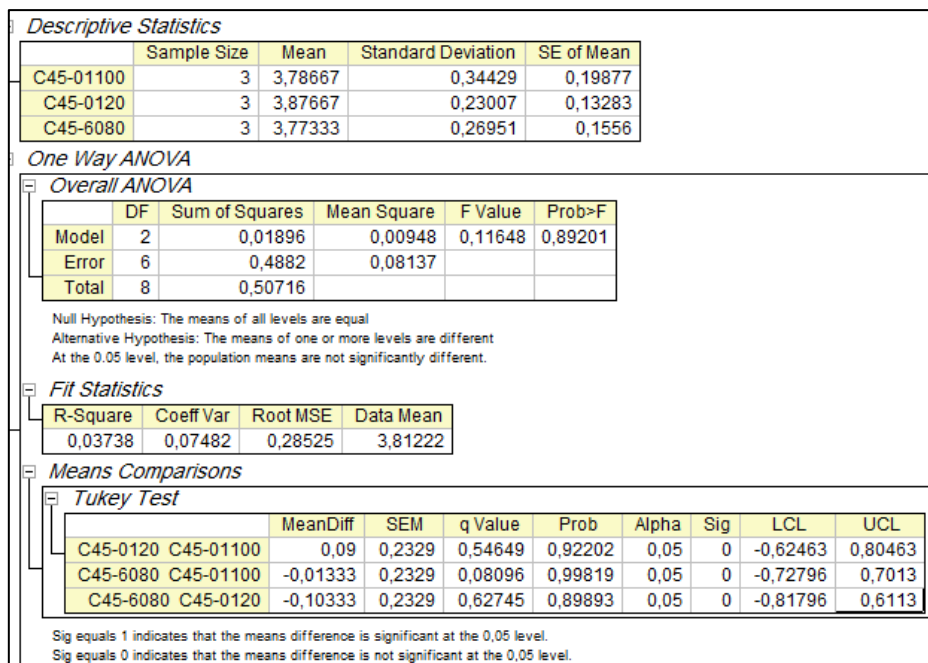 Descriptive Statistics
Sample Size Mean Standard Deviation SE of Mean
C45-01100 3 3,78667 0,34429 0,19877
C45-0120 3 3,87667 0,23007 0,13283
C45-6080 3 3,77333 0,26951 0,1556
One Way ANOVA
Overall ANOVA
DF Sum of Squares Mean Square F Value Prob>F
Model 2 0,01896 0,00948 0,11648 0,89201
Error 6 0,4882 0,08137
Total 8 0,50716
Null Hypothesis: The means of all levels are equal
Alternative Hypothesis: The means of one or more levels are different
At the 0.05 level, the population means are not significantly different.
Fit Statistics
R-Square Coeff Var Root MSE Data Mean
0,03738 0,07482 0,28525 3,81222
Means Comparisons
Tukey Test
MeanDiff SEM q Value Prob Alpha Sig LCL UCL
C45-0120 C45-01100 0,09 0,2329 0,54649 0,92202 0,05 0 -0,62463 0,80463
C45-6080 C45-01100 -0,01333 0,2329 0,08096 0,99819 0,05 0 -0,72796 0,7013
C45-6080 C45-0120 -0,10333 0,2329 0,62745 0,89893 0,05 0 -0,81796 0,6113
Sig equals 1 indicates that the means difference is significant at the 0,05 level.
Sig equals 0 indicates that the means difference is not significant at the 0,05 level.